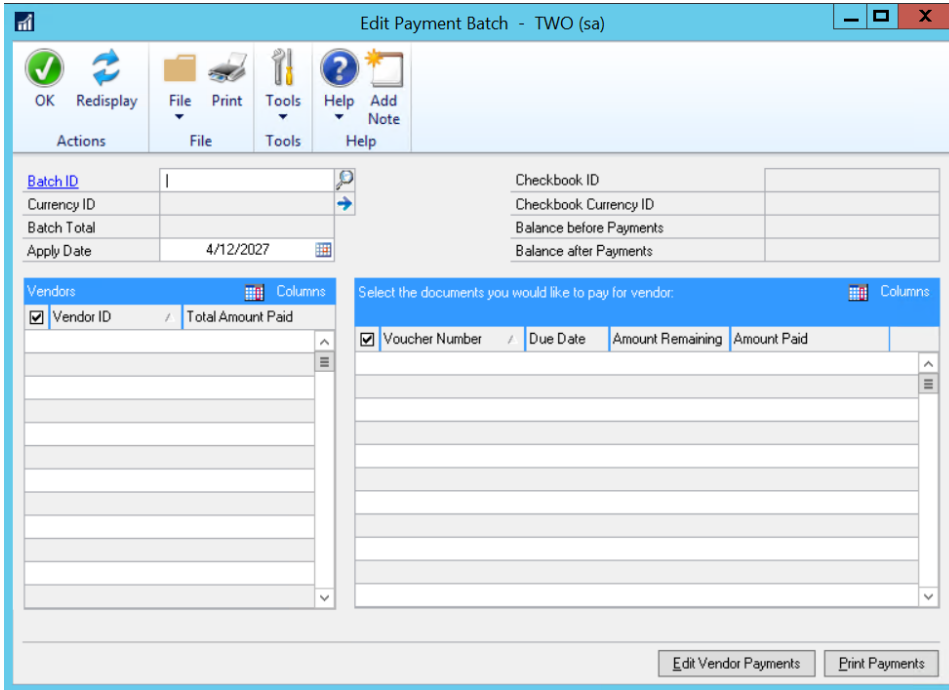 Edit Payment Batch - TWO (sa)
OK Redisplay File Print Tools Help Add Note
Actions File Tools Help
Batch ID
Currency ID
Batch Total
Apply Date 4/12/2027
Checkbook ID
Checkbook Currency ID
Balance before Payments
Balance after Payments
Vendors Columns
Vendor ID Total Amount Paid
Select the documents you would like to pay for vendor: Columns
Voucher Number Due Date Amount Remaining Amount Paid
Edit Vendor Payments Print Payments